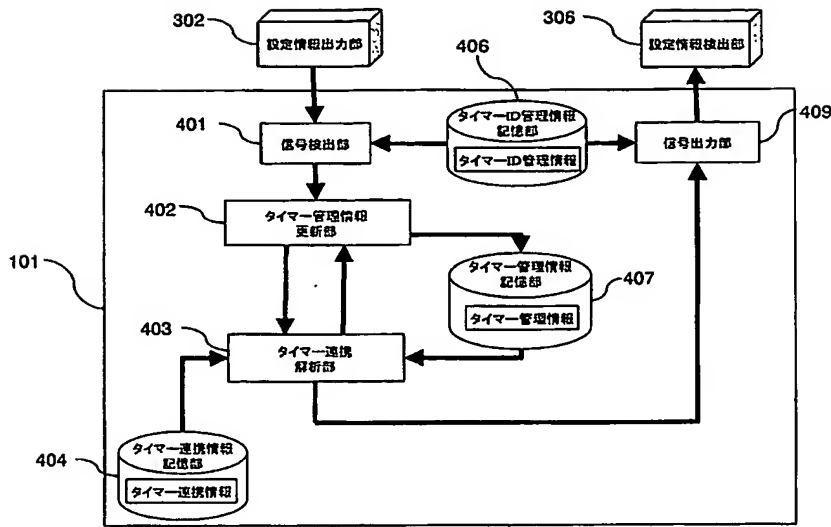 302
設定情報出力部
306
設定情報検出部
406
タイマーID管理情報
記憶部
タイマーID管理情報
401
信号検出部
信号出力部
409
402
タイマー管理情報
更新部
タイマー管理情報
記憶部
タイマー管理情報
407
101
403
タイマー連携
解析部
404
タイマー連携情報
記憶部
タイマー連携情報